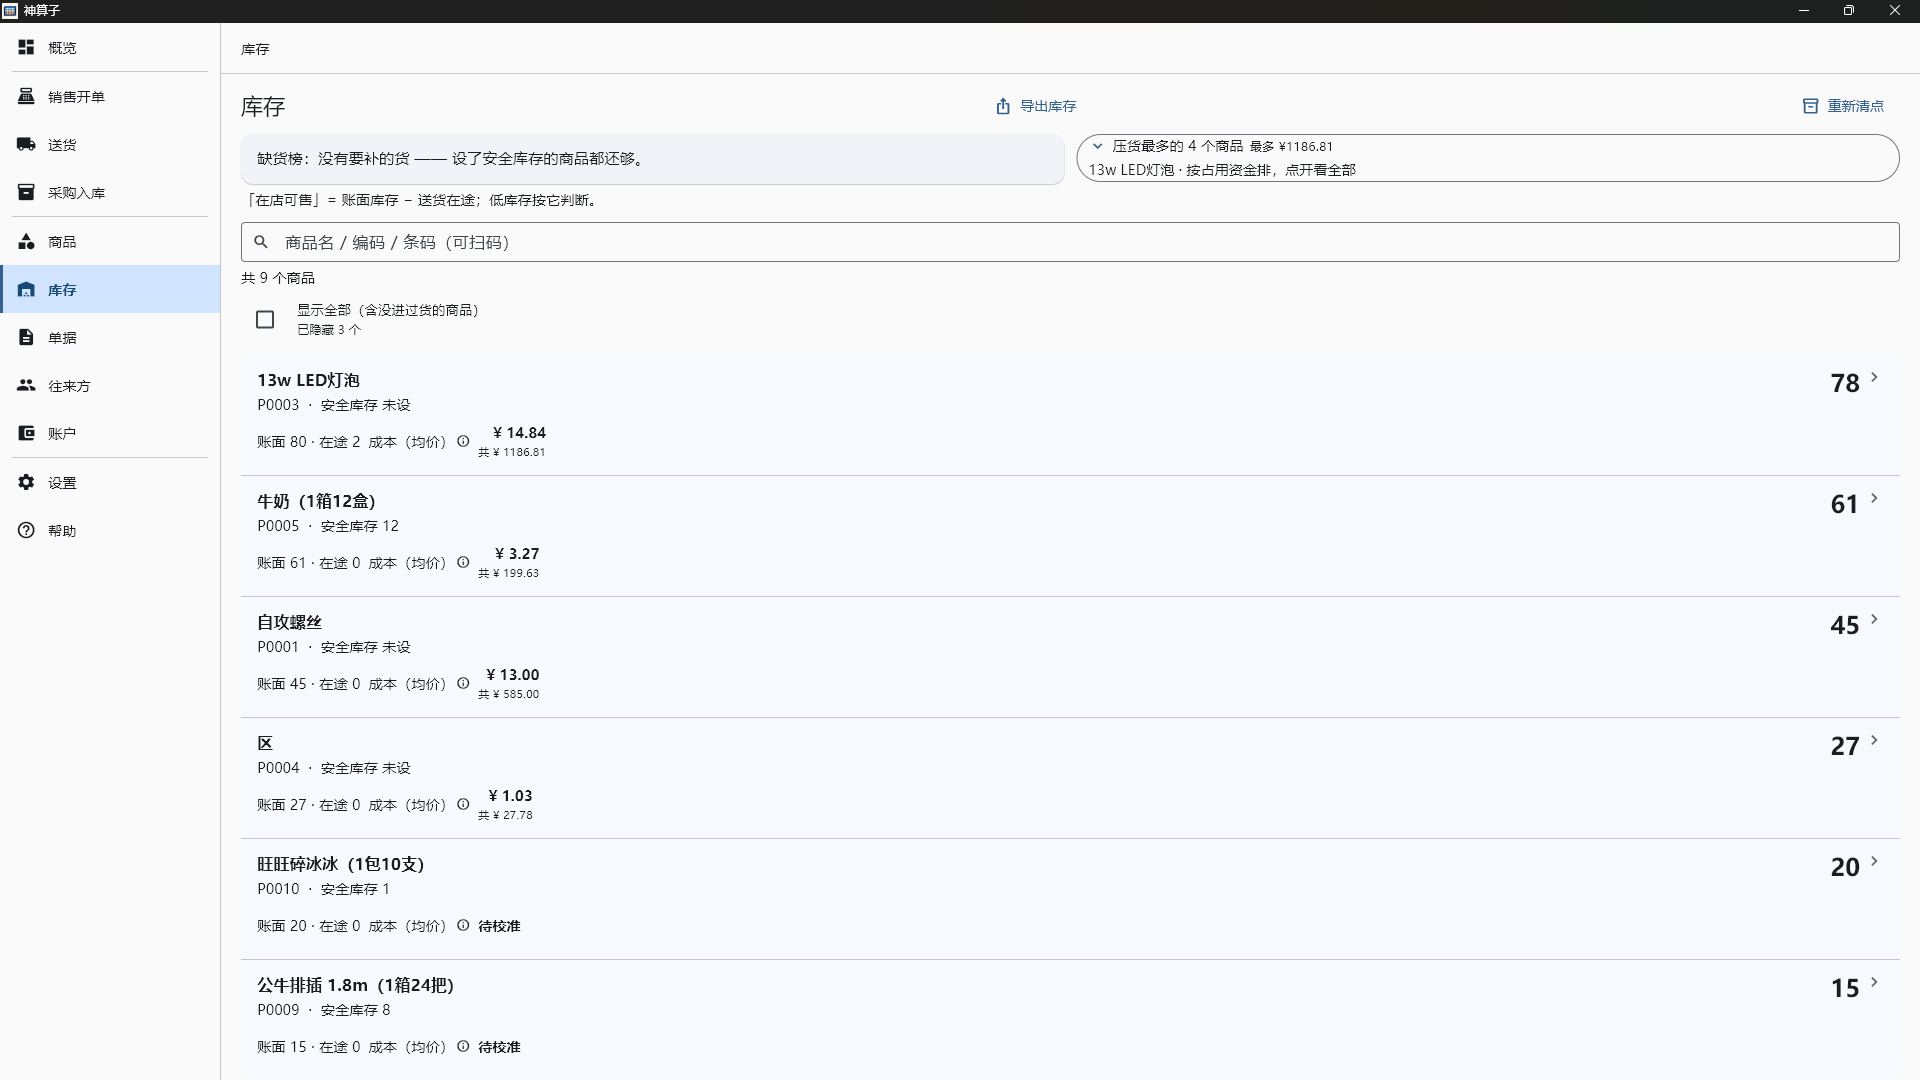 神算子
概览
销售开单
送货
采购入库
商品
库存
单据
往来方
账户
设置
帮助
库存
库存
导出库存
重新清点
缺货榜：没有要补的货 —— 设了安全库存的商品都还够。
压货最多的 4 个商品 最多 ¥1186.81
13w LED灯泡 · 按占用资金排，点开看全部
「在店可售」= 账面库存 − 送货在途；低库存按它判断。
商品名 / 编码 / 条码（可扫码）
共 9 个商品
显示全部（含没进过货的商品）
已隐藏 3 个
13w LED灯泡
78
P0003 · 安全库存 未设
账面 80 · 在途 2 成本（均价） ¥ 14.84
共 ¥ 1186.81
牛奶（1箱12盒）
61
P0005 · 安全库存 12
账面 61 · 在途 0 成本（均价） ¥ 3.27
共 ¥ 199.63
自攻螺丝
45
P0001 · 安全库存 未设
账面 45 · 在途 0 成本（均价） ¥ 13.00
共 ¥ 585.00
区
27
P0004 · 安全库存 未设
账面 27 · 在途 0 成本（均价） ¥ 1.03
共 ¥ 27.78
旺旺碎冰冰（1包10支）
20
P0010 · 安全库存 1
账面 20 · 在途 0 成本（均价） 待校准
公牛排插 1.8m（1箱24把）
15
P0009 · 安全库存 8
账面 15 · 在途 0 成本（均价） 待校准